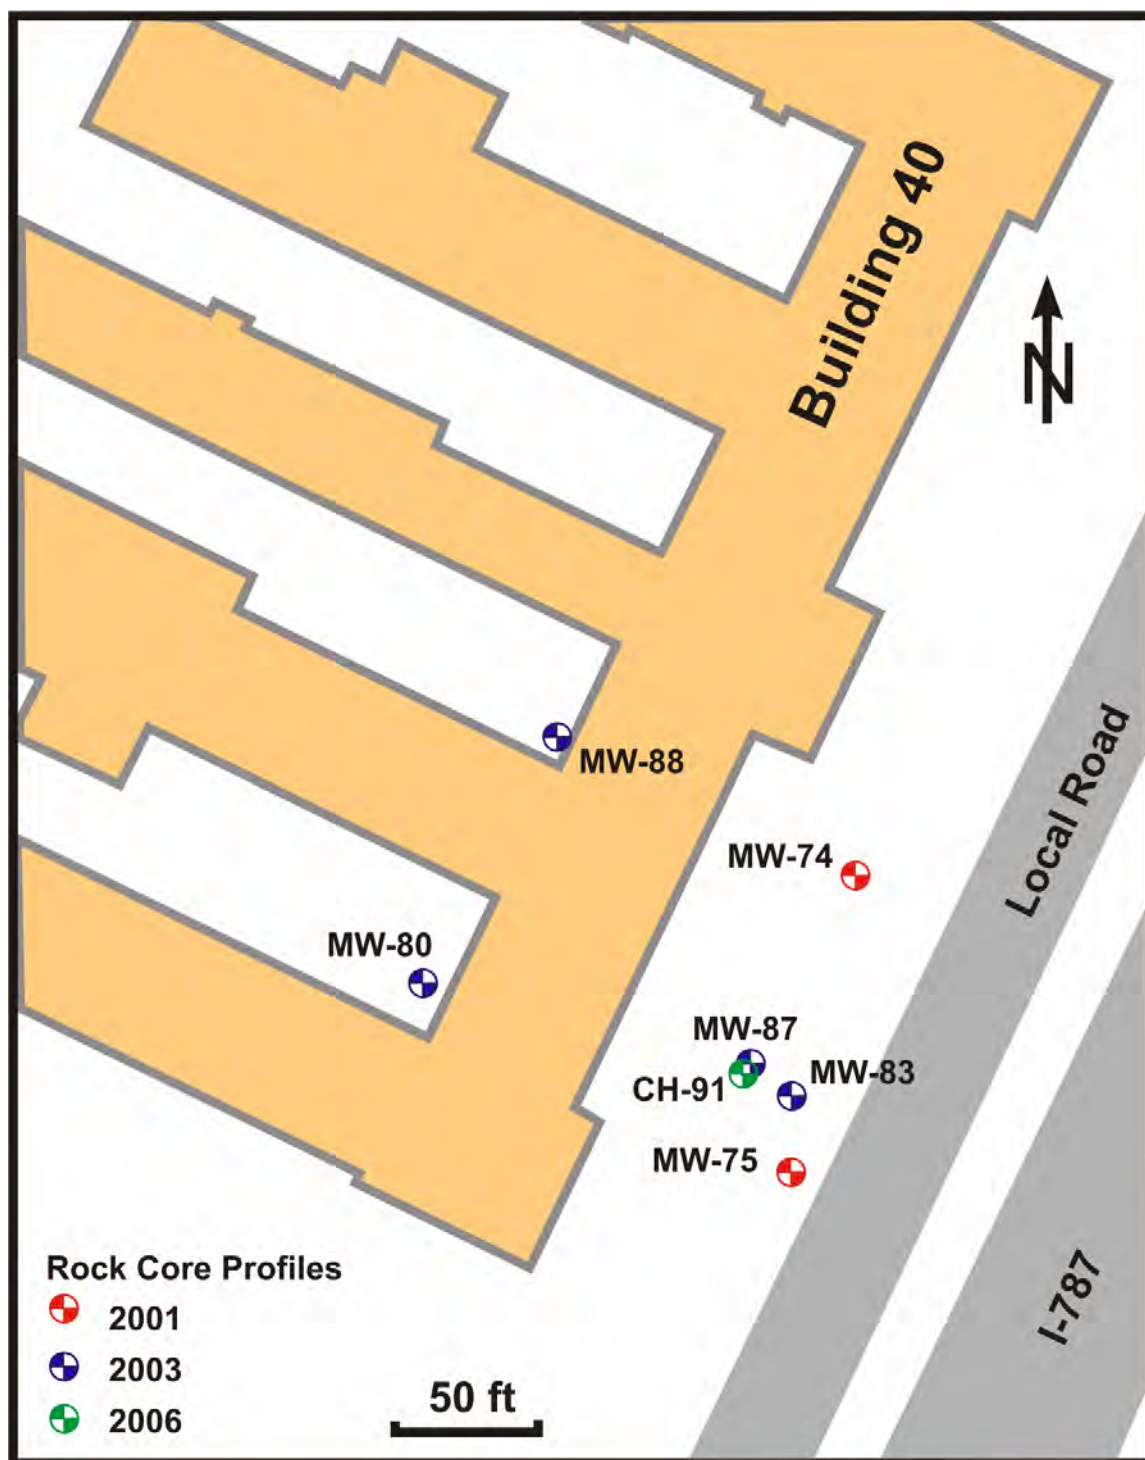 Building 40
N
MW-88
MW-74
Local Road
MW-80
MW-87
MW-83
CH-91
MW-75
I-787
Rock Core Profiles
2001
2003
2006
50 ft